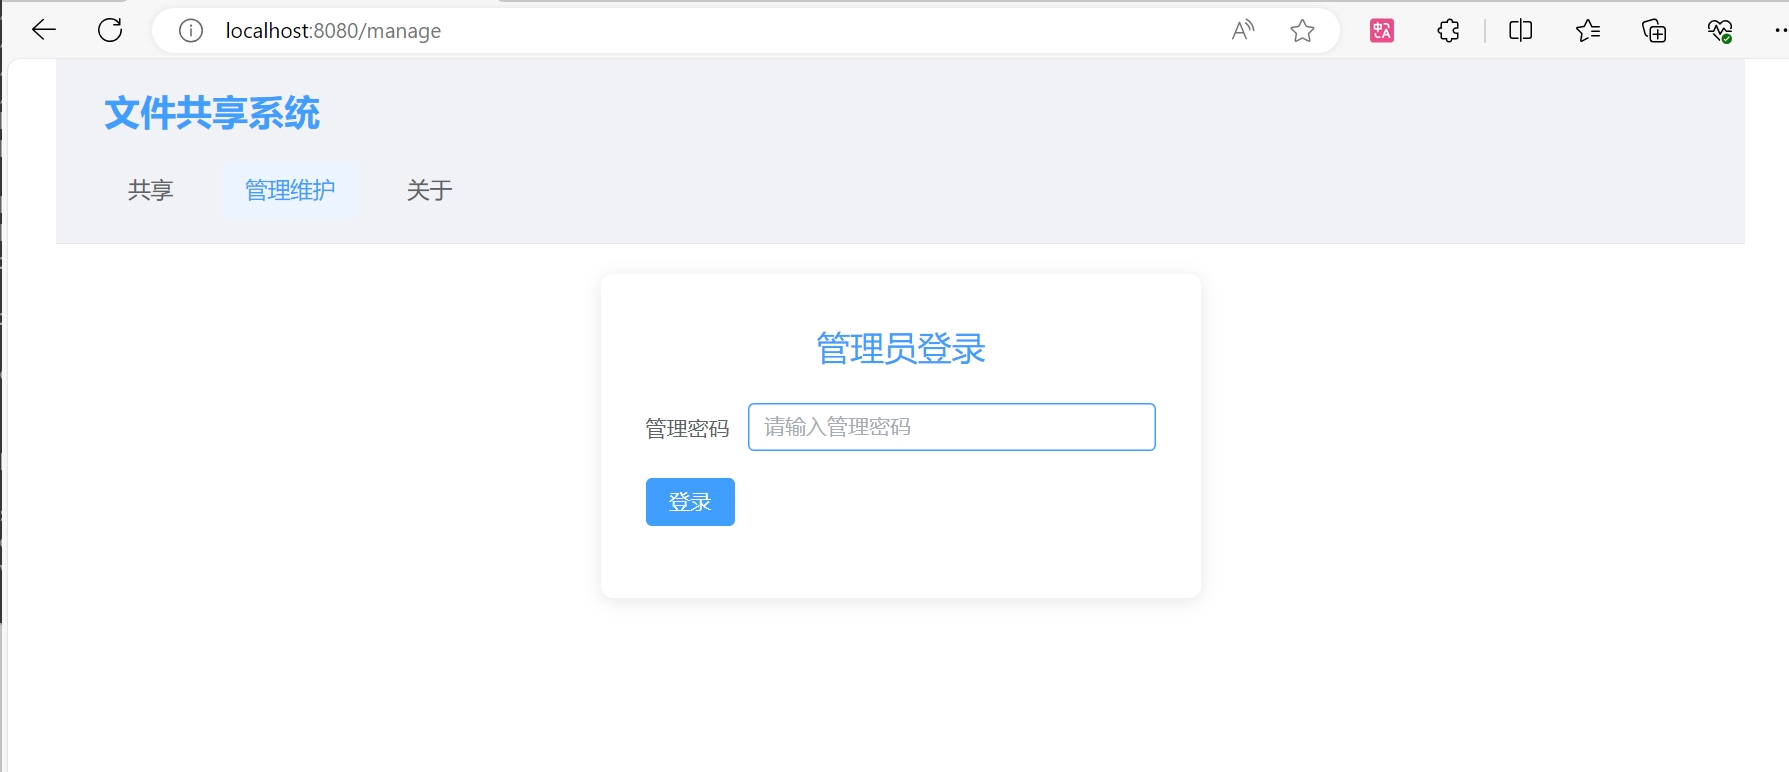 localhost:8080/manage
文件共享系统
共享 管理维护 关于
管理员登录
管理密码 请输入管理密码
登录